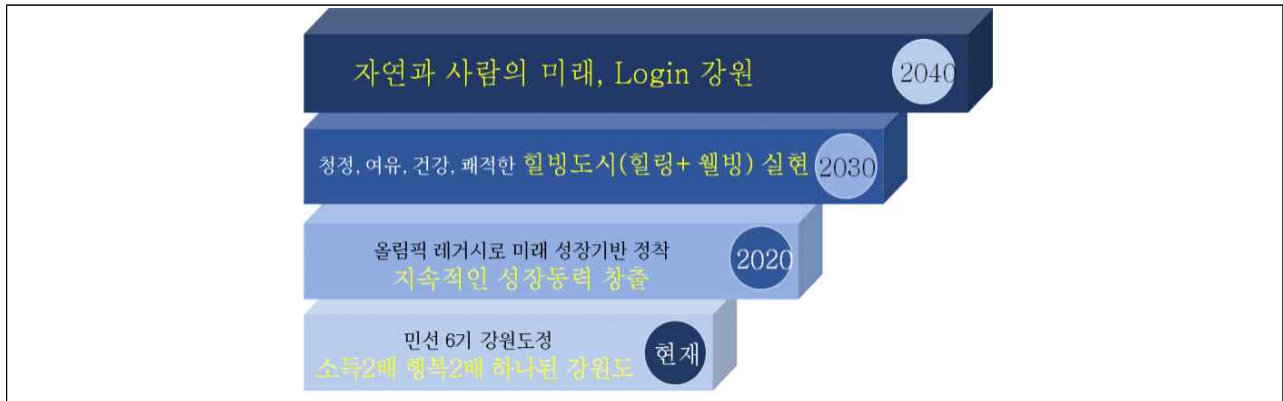 자연과 사람의 미래, Login 강원 2040
청정, 여유, 건강, 쾌적한 힐빙도시(힐링+ 웰빙) 실현 2030
올림픽 레거시로 미래 성장기반 정착
지속적인 성장동력 창출
2020
민선 6기 강원도정
소득2배 행복2배 하나된 강원도
현재